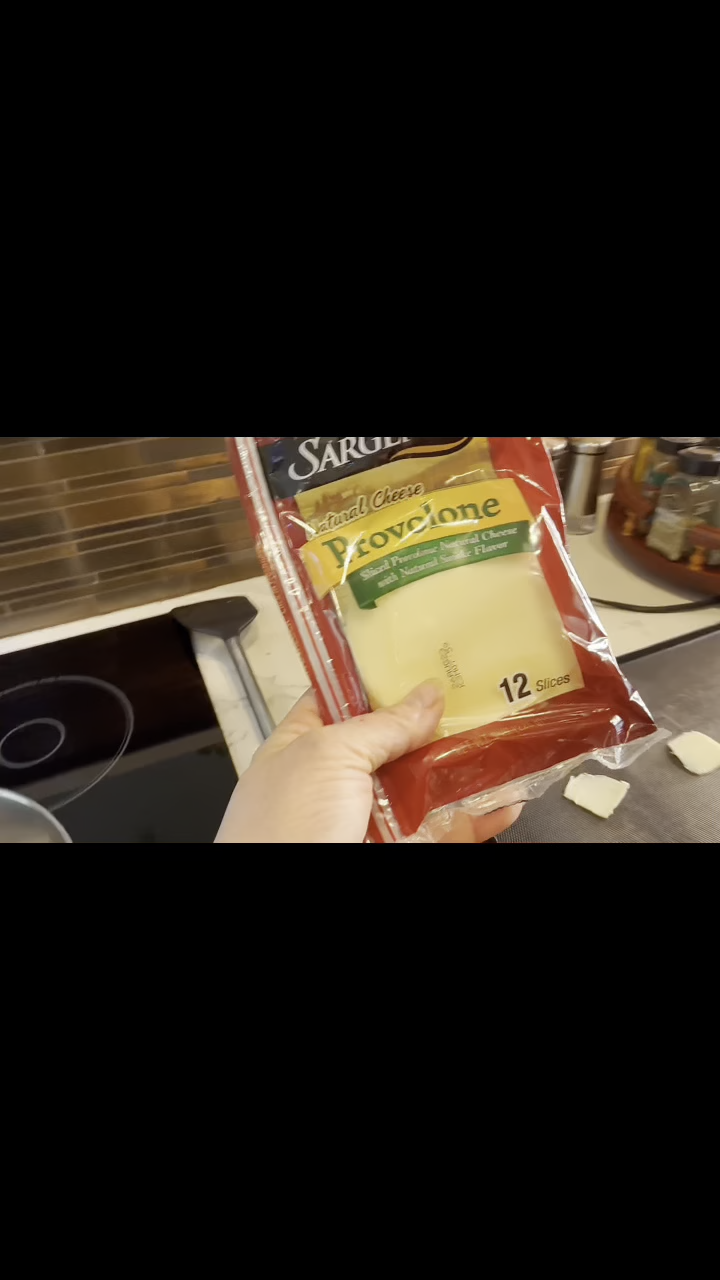 SARGE
Natural Cheese
Provolone
Sliced Provolone Natural Cheese
with Natural Smoke Flavor
12 Slices